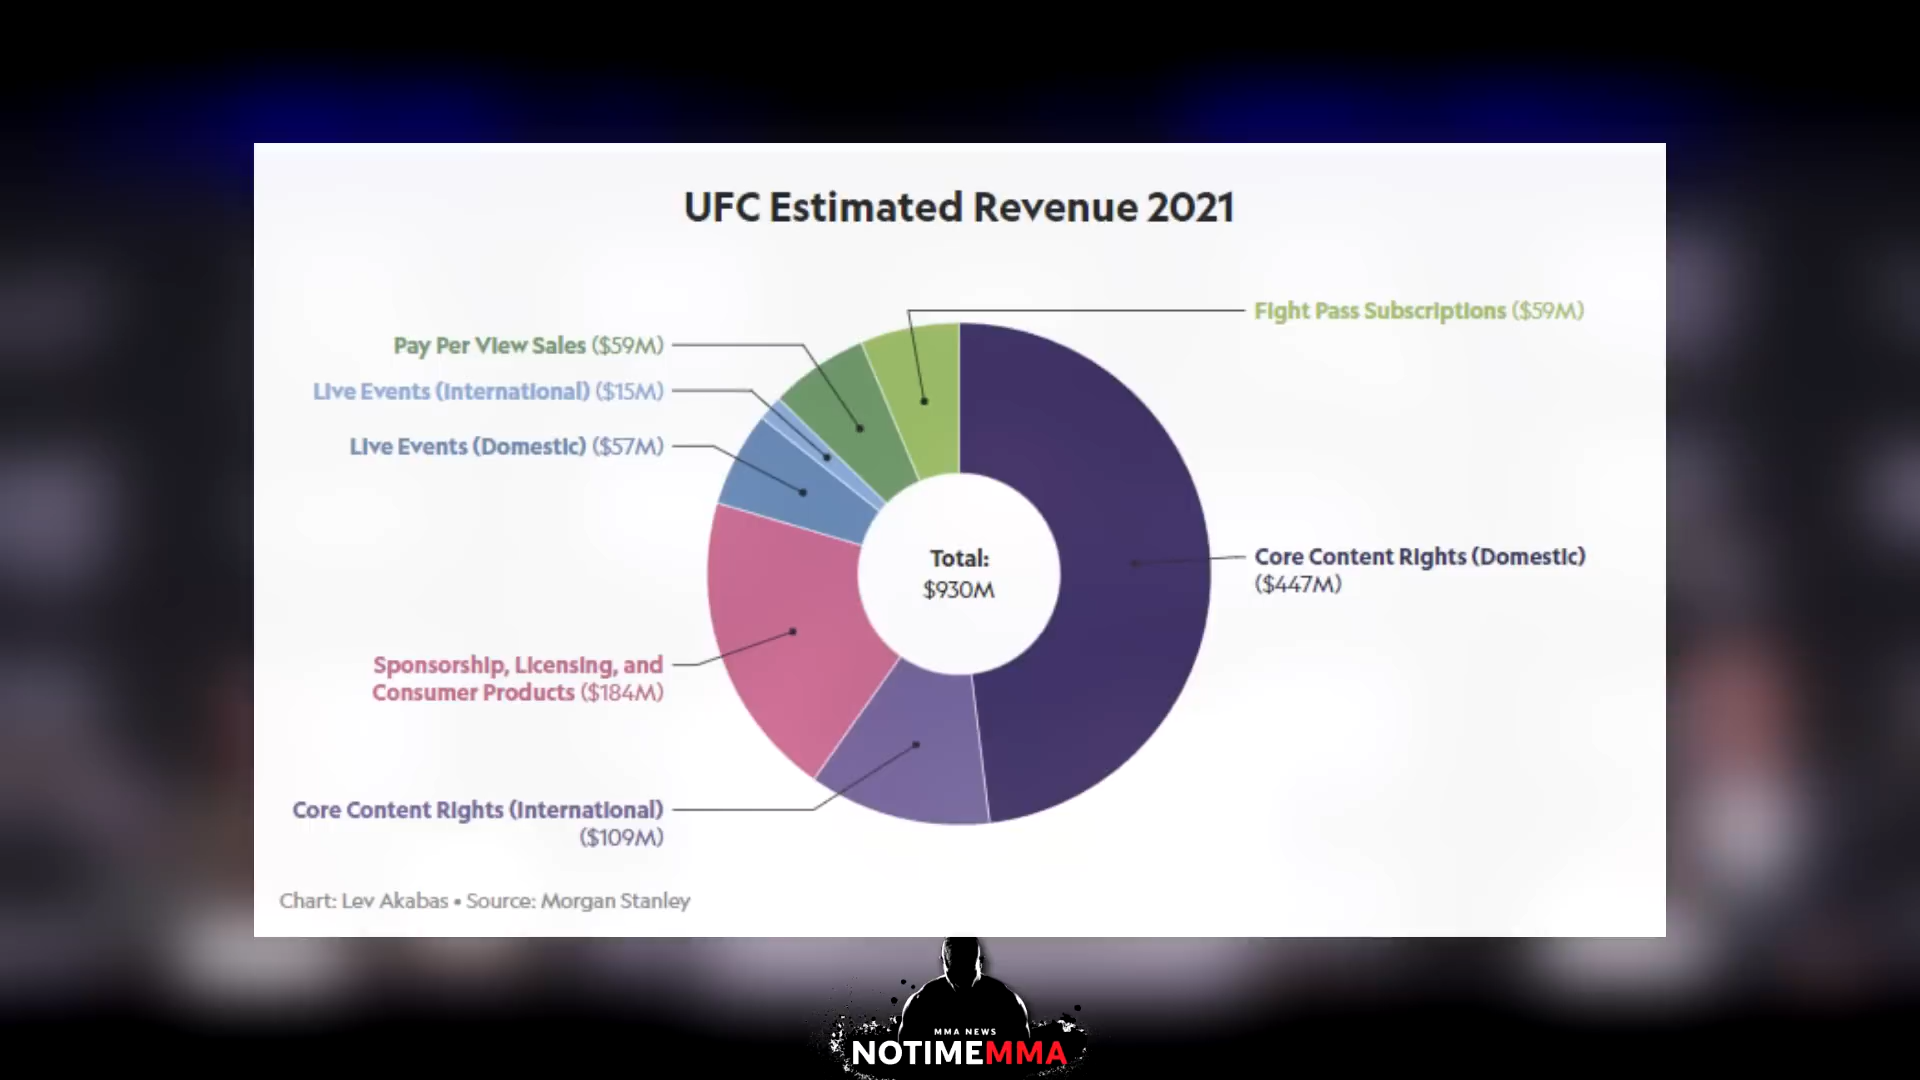 UFC Estimated Revenue 2021
Fight Pass Subscriptions ($59M)
Pay Per View Sales ($59M)
Live Events (International) ($15M)
Live Events (Domestic) ($57M)
Total:
$930M
Core Content Rights (Domestic)
($447M)
Sponsorship, Licensing, and
Consumer Products ($184M)
Core Content Rights (International)
($109M)
Chart: Lev Akabas • Source: Morgan Stanley
MMA NEWS
NOTIMEMMA